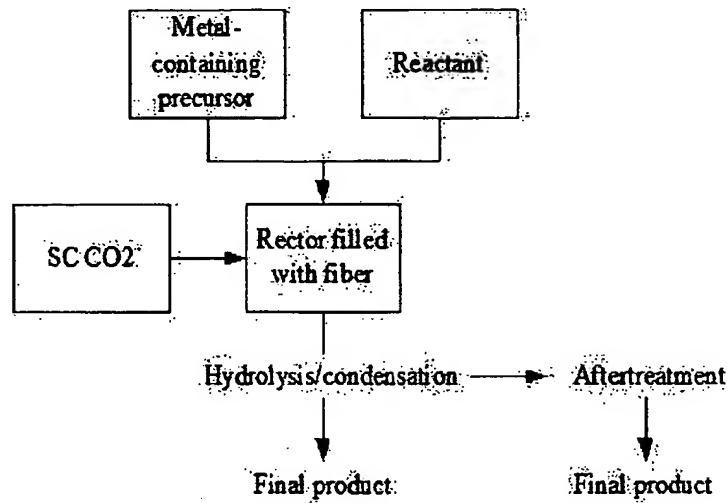 Metal-
containing
precursor
Reactant
SC CO2
Rector filled
with fiber
Hydrolysis/condensation
Aftertreatment
Final product
Final product